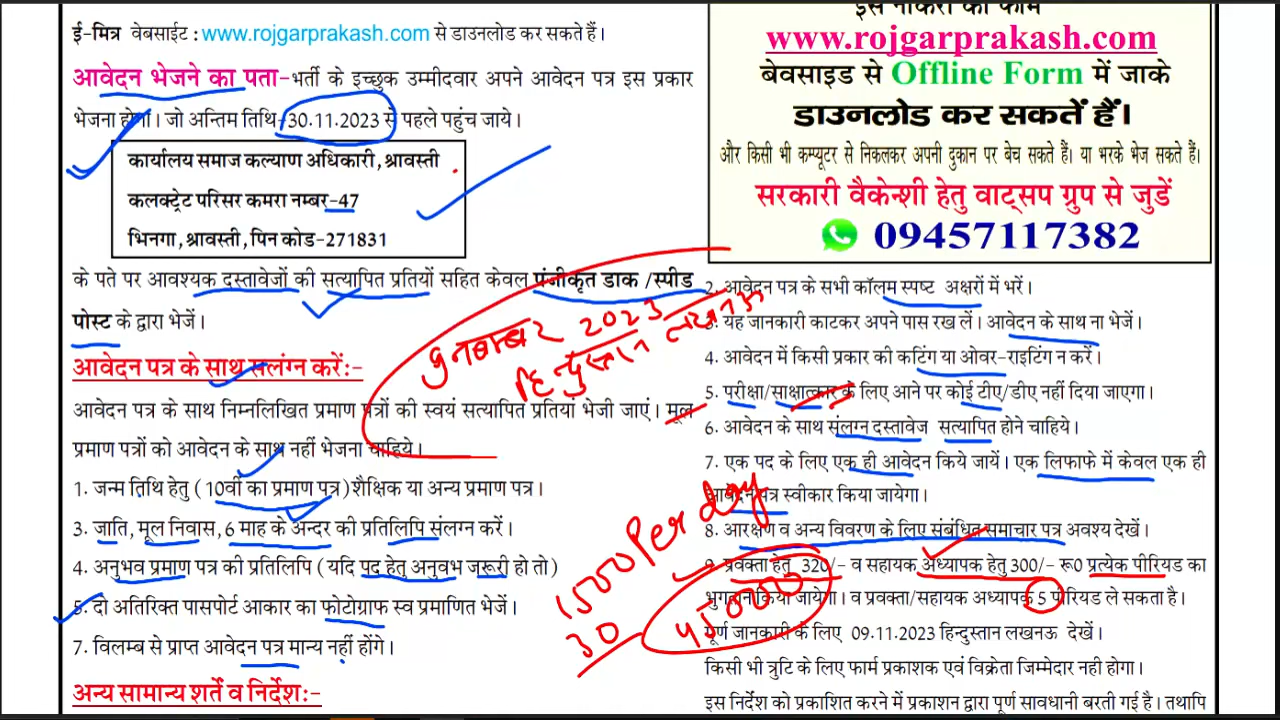 ई-मित्र वेबसाईट : www.rojgarprakash.com से डाउनलोड कर सकते हैं।
आवेदन भेजने का पता-भर्ती के इच्छुक उम्मीदवार अपने आवेदन पत्र इस प्रकार
भेजना होगा। जो अन्तिम तिथि-30.11.2023 से पहले पहुंच जाये।
कार्यालय समाज कल्याण अधिकारी, श्रावस्ती
कलक्ट्रेट परिसर कमरा नम्बर-47
भिनगा, श्रावस्ती, पिन कोड-271831
के पते पर आवश्यक दस्तावेजों की सत्यापित प्रतियों सहित केवल पंजीकृत डाक /स्पीड
पोस्ट के द्वारा भेजें।
आवेदन पत्र के साथ सलंग्न करें:-
आवेदन पत्र के साथ निम्नलिखित प्रमाण पत्रों की स्वयं सत्यापित प्रतियां भेजी जाएं। मूल
प्रमाण पत्रों को आवेदन के साथ नहीं भेजना चाहिये।
1. जन्म तिथि हेतु ( 10वीं का प्रमाण पत्र ) शैक्षिक या अन्य प्रमाण पत्र।
3. जाति, मूल निवास, 6 माह के अन्दर की प्रतिलिपि संलग्न करें।
4. अनुभव प्रमाण पत्र की प्रतिलिपि (यदि पद हेतु अनुवभ जरूरी हो तो)
5. दो अतिरिक्त पासपोर्ट आकार का फोटोग्राफ स्व प्रमाणित भेजें।
7. विलम्ब से प्राप्त आवेदन पत्र मान्य नहीं होंगे।
अन्य सामान्य शर्तें व निर्देश:-
इस नौकरी का फार्म
www.rojgarprakash.com
बेवसाइड से Offline Form में जाके
डाउनलोड कर सकतें हैं।
और किसी भी कम्प्यूटर से निकलकर अपनी दुकान पर बेच सकते हैं। या भरके भेज सकते हैं।
सरकारी वैकेन्शी हेतु वाट्सप ग्रुप से जुडें
09457117382
2. आवेदन पत्र के सभी कॉलम स्पष्ट अक्षरों में भरें।
3. यह जानकारी काटकर अपने पास रख लें। आवेदन के साथ ना भेजें।
4. आवेदन में किसी प्रकार की कटिंग या ओवर-राइटिंग न करें।
5. परीक्षा/साक्षात्कार के लिए आने पर कोई टीए/डीए नहीं दिया जाएगा।
6. आवेदन के साथ संलग्न दस्तावेज सत्यापित होने चाहिये।
7. एक पद के लिए एक ही आवेदन किये जायें। एक लिफाफे में केवल एक ही
आवेदन पत्र स्वीकार किया जायेगा।
8. आरक्षण व अन्य विवरण के लिए संबंधित समाचार पत्र अवश्य देखें।
9. प्रवक्ता हेतु 320/- व सहायक अध्यापक हेतु 300/- रू0 प्रत्येक पीरियड का
भुगतान किया जायेगा। व प्रवक्ता/सहायक अध्यापक 5 पीरियड ले सकता है।
पूर्ण जानकारी के लिए 09.11.2023 हिन्दुस्तान लखनऊ देखें।
किसी भी त्रुटि के लिए फार्म प्रकाशक एवं विक्रेता जिम्मेदार नही होगा।
इस निर्देश को प्रकाशित करने में प्रकाशन द्वारा पूर्ण सावधानी बरती गई है। तथापि
9 नवम्बर 2023
हिन्दुस्तान लखनऊ
1500 Per day
30
45000